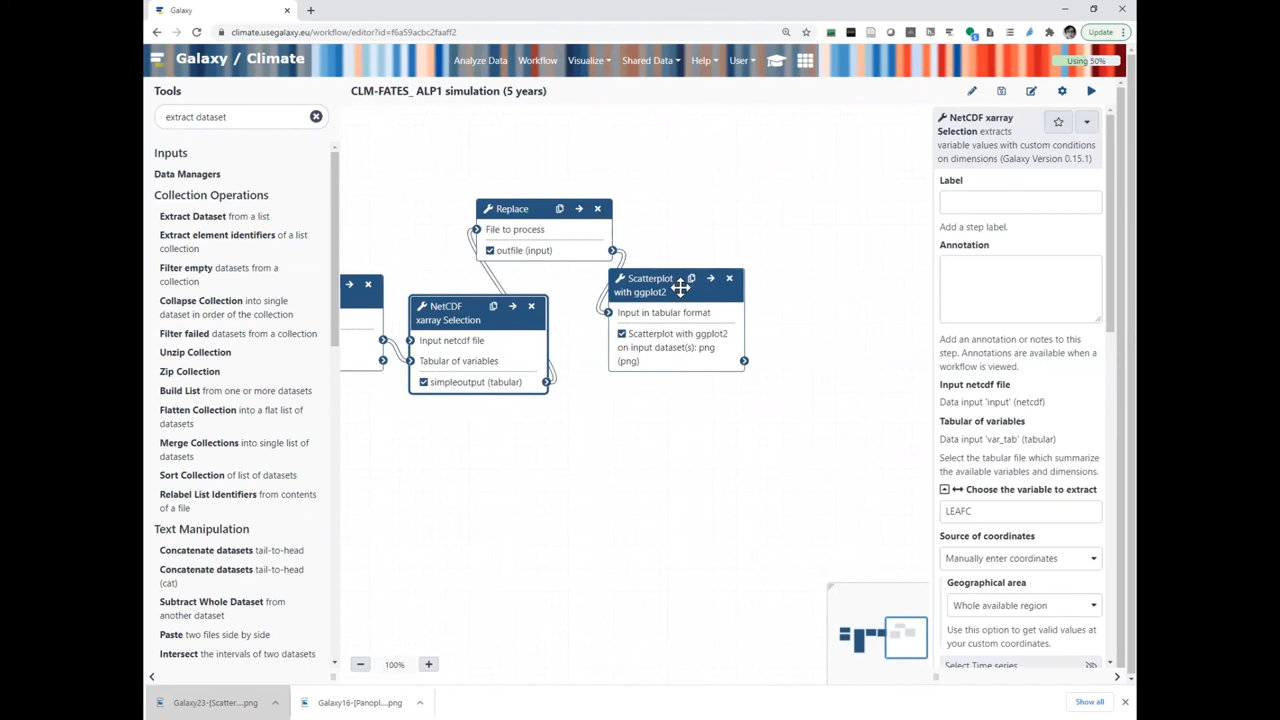 Galaxy
climate.usegalaxy.eu/workflow/editor?id=f6a59acbc2faaff2
Update
Galaxy / Climate
Analyze Data
Workflow
Visualize
Shared Data
Help
User
Using 50%
Tools
extract dataset
Inputs
Data Managers
Collection Operations
Extract Dataset from a list
Extract element identifiers of a list
collection
Filter empty datasets from a
collection
Collapse Collection into single
dataset in order of the collection
Filter failed datasets from a collection
Unzip Collection
Zip Collection
Build List from one or more datasets
Flatten Collection into a flat list of
datasets
Merge Collections into single list of
datasets
Sort Collection of list of datasets
Relabel List Identifiers from contents
of a file
Text Manipulation
Concatenate datasets tail-to-head
Concatenate datasets tail-to-head
(cat)
Subtract Whole Dataset from
another dataset
Paste two files side by side
Intersect the intervals of two datasets
CLM-FATES_ ALP1 simulation (5 years)
Replace
File to process
outfile (input)
NetCDF
xarray Selection
Input netcdf file
Tabular of variables
simpleoutput (tabular)
Scatterplot
with ggplot2
Input in tabular format
Scatterplot with ggplot2
on input dataset(s): png
(png)
100%
NetCDF xarray
Selection extracts
variable values with custom conditions
on dimensions (Galaxy Version 0.15.1)
Label
Add a step label.
Annotation
Add an annotation or notes to this
step. Annotations are available when a
workflow is viewed.
Input netcdf file
Data input 'input' (netcdf)
Tabular of variables
Data input 'var_tab' (tabular)
Select the tabular file which summarize
the available variables and dimensions.
Choose the variable to extract
LEAFC
Source of coordinates
Manually enter coordinates
Geographical area
Whole available region
Use this option to get valid values at
your custom coordinates.
Select Time series
Galaxy23-[Scatter....png
Galaxy16-[Panopl....png
Show all